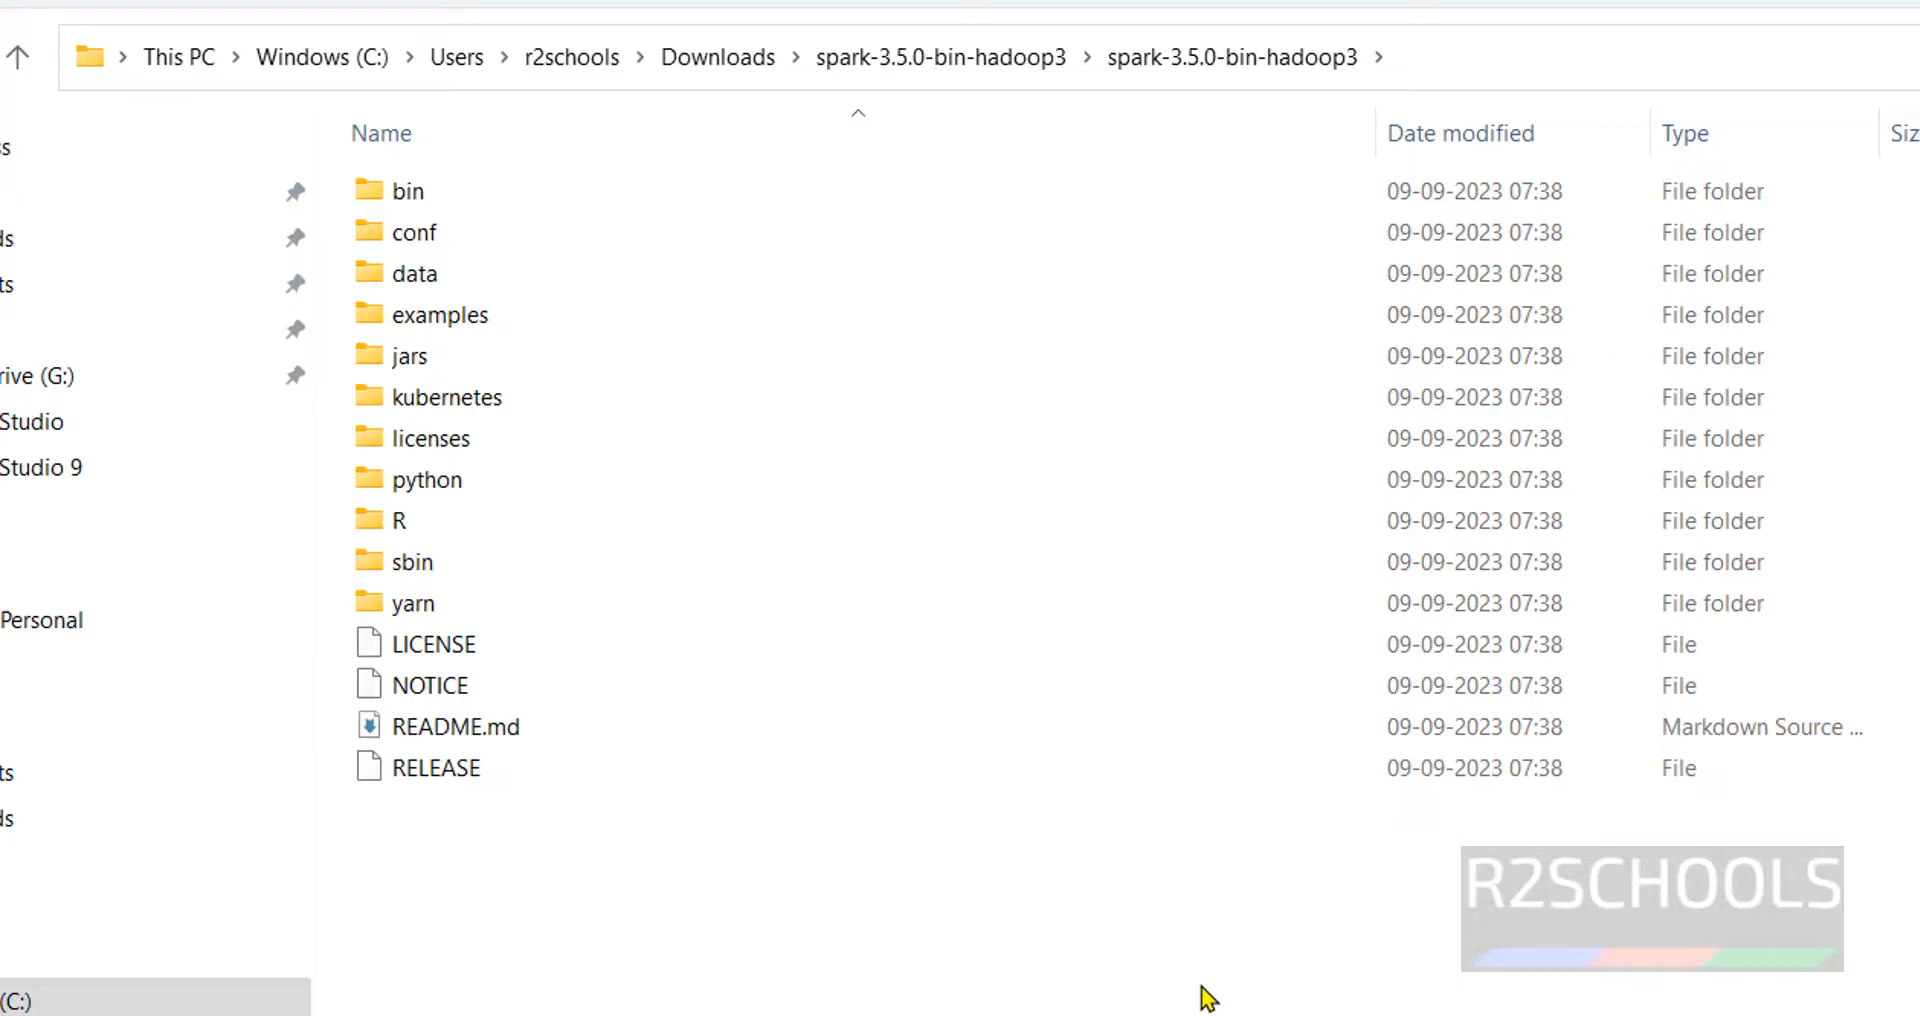 This PC > Windows (C:) > Users > r2schools > Downloads > spark-3.5.0-bin-hadoop3 > spark-3.5.0-bin-hadoop3 >
Name Date modified Type Siz
bin 09-09-2023 07:38 File folder
conf 09-09-2023 07:38 File folder
data 09-09-2023 07:38 File folder
examples 09-09-2023 07:38 File folder
jars 09-09-2023 07:38 File folder
kubernetes 09-09-2023 07:38 File folder
licenses 09-09-2023 07:38 File folder
python 09-09-2023 07:38 File folder
R 09-09-2023 07:38 File folder
sbin 09-09-2023 07:38 File folder
yarn 09-09-2023 07:38 File folder
LICENSE 09-09-2023 07:38 File
NOTICE 09-09-2023 07:38 File
README.md 09-09-2023 07:38 Markdown Source ...
RELEASE 09-09-2023 07:38 File
s
ds
ts
rive (G:)
Studio
Studio 9
Personal
ts
ds
(C:)
R2SCHOOLS